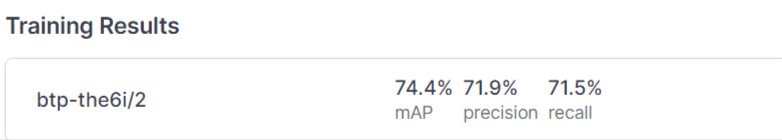 Training Results
btp-the6i/2
74.4% 71.9% 71.5%
mAP precision recall